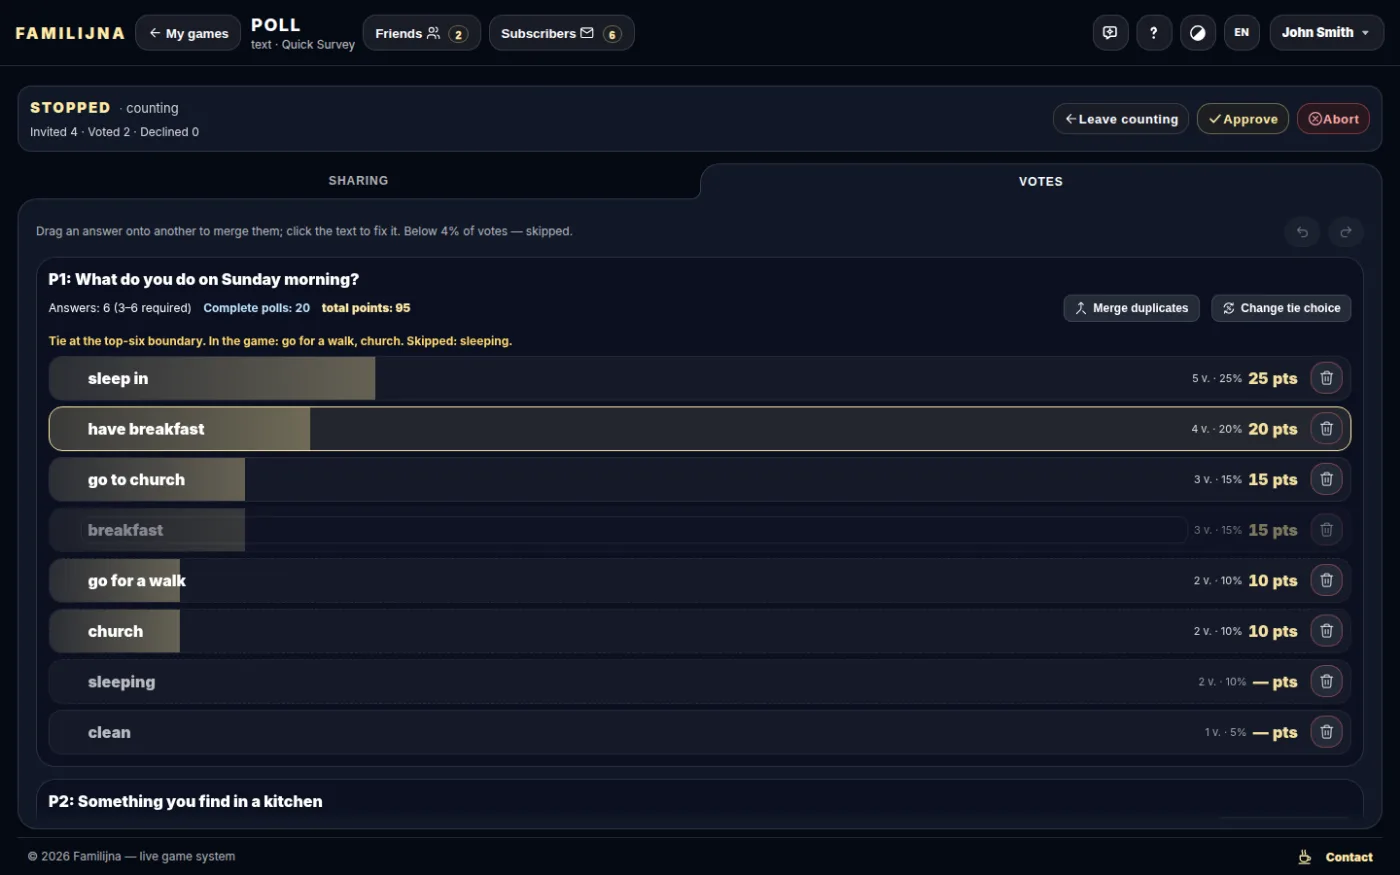 FAMILIJNA
← My games
POLL
text · Quick Survey
Friends 2
Subscribers 6
?
EN
John Smith
STOPPED · counting
Invited 4 · Voted 2 · Declined 0
Leave counting
Approve
Abort
SHARING
VOTES
Drag an answer onto another to merge them; click the text to fix it. Below 4% of votes — skipped.
P1: What do you do on Sunday morning?
Answers: 6 (3–6 required) Complete polls: 20 total points: 95
Merge duplicates
Change tie choice
Tie at the top-six boundary. In the game: go for a walk, church. Skipped: sleeping.
sleep in 5 v. · 25% 25 pts
have breakfast 4 v. · 20% 20 pts
go to church 3 v. · 15% 15 pts
breakfast 3 v. · 15% 15 pts
go for a walk 2 v. · 10% 10 pts
church 2 v. · 10% 10 pts
sleeping 2 v. · 10% — pts
clean 1 v. · 5% — pts
P2: Something you find in a kitchen
© 2026 Familijna — live game system
Contact